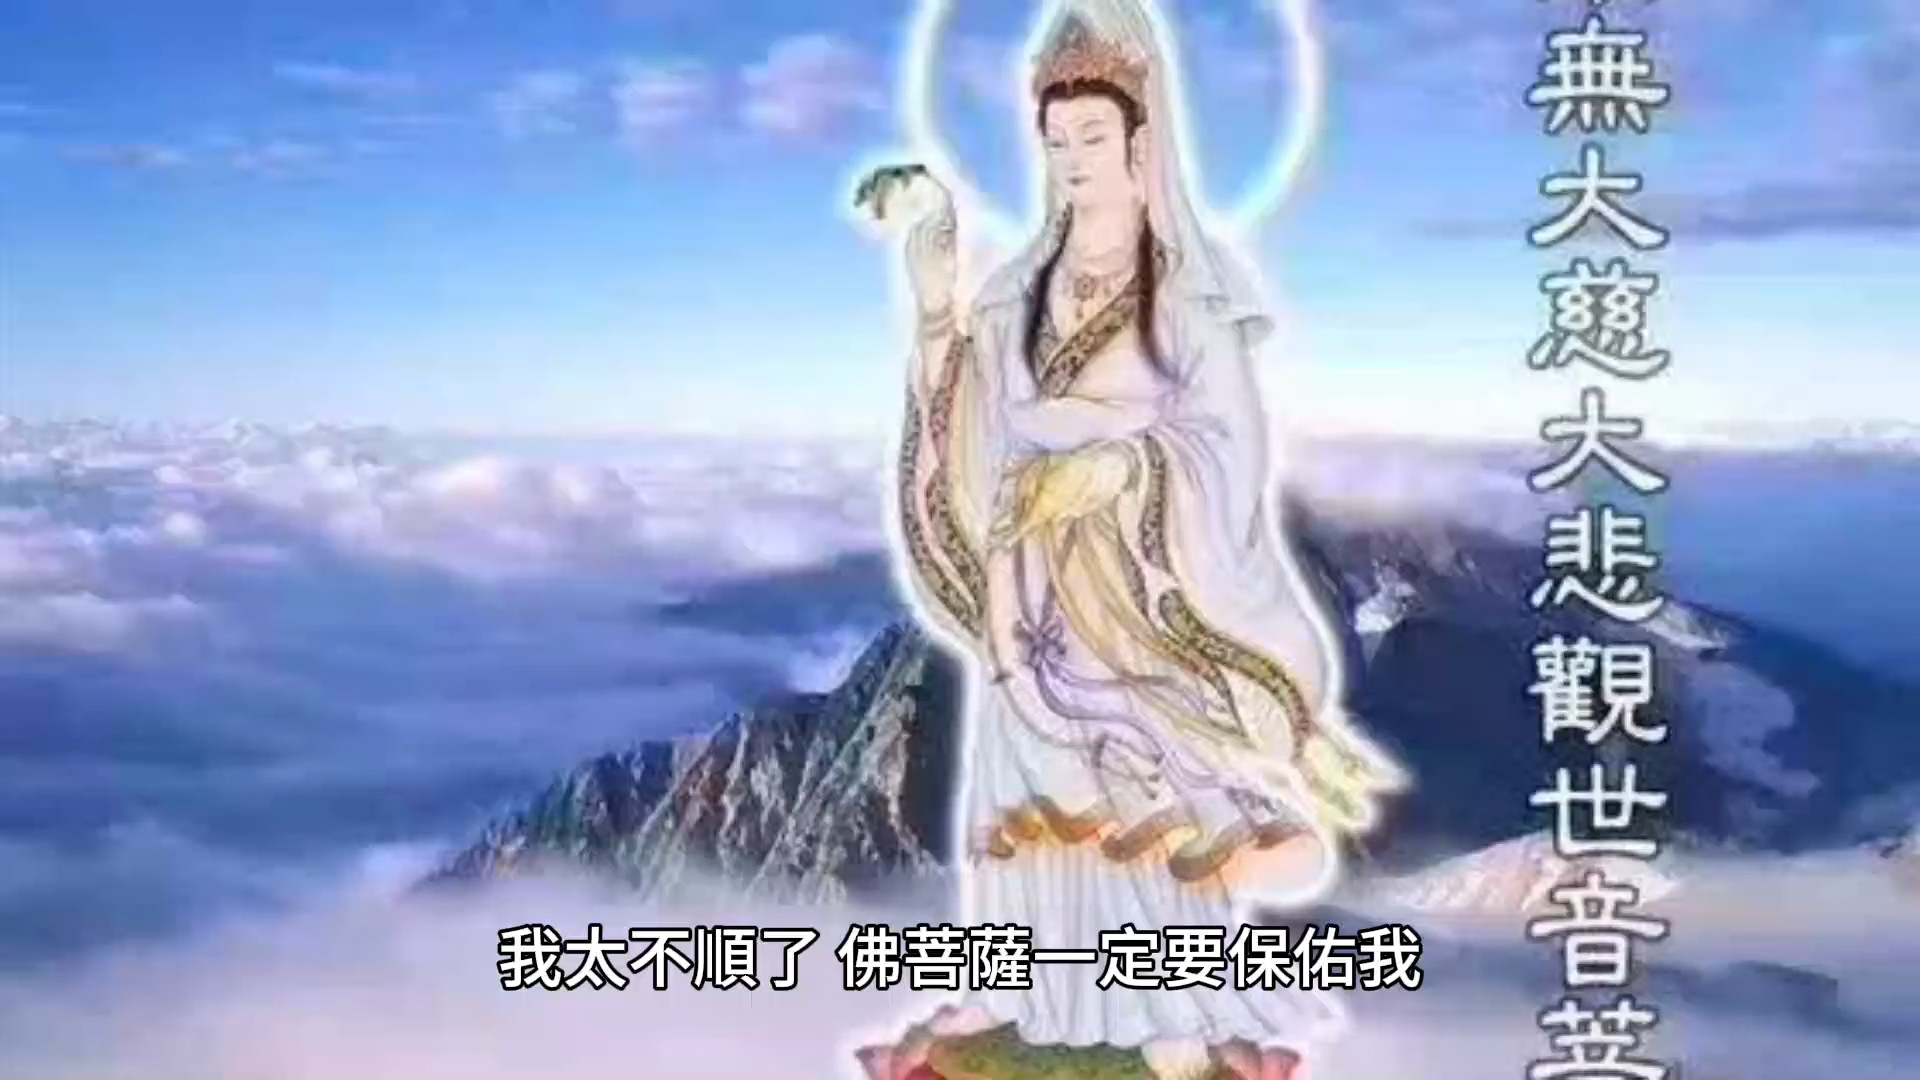 無大慈大悲觀世音菩
我太不順了 佛菩薩一定要保佑我